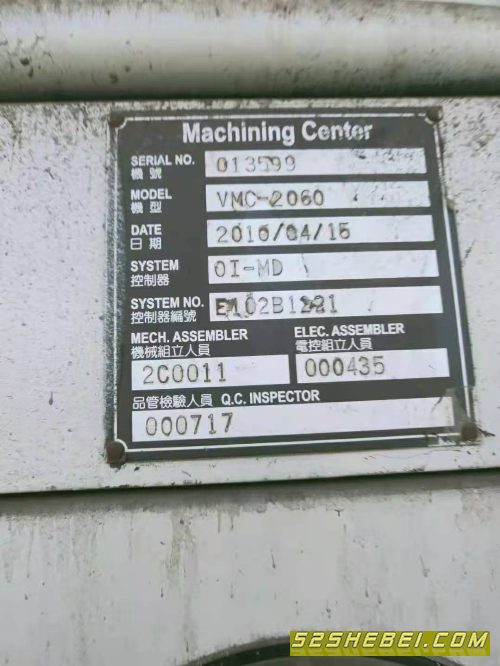 Machining Center
SERIAL NO. 013599
機號
MODEL VMC-2060
機型
DATE 2010/04/15
日期
SYSTEM OI-MD
控制器
SYSTEM NO.
控制器編號
MECH. ASSEMBLER ELEC. ASSEMBLER
機械組立人員 電控組立人員
2C0011 000435
品管檢驗人員 Q.C. INSPECTOR
000717
52SHEBEI.COM